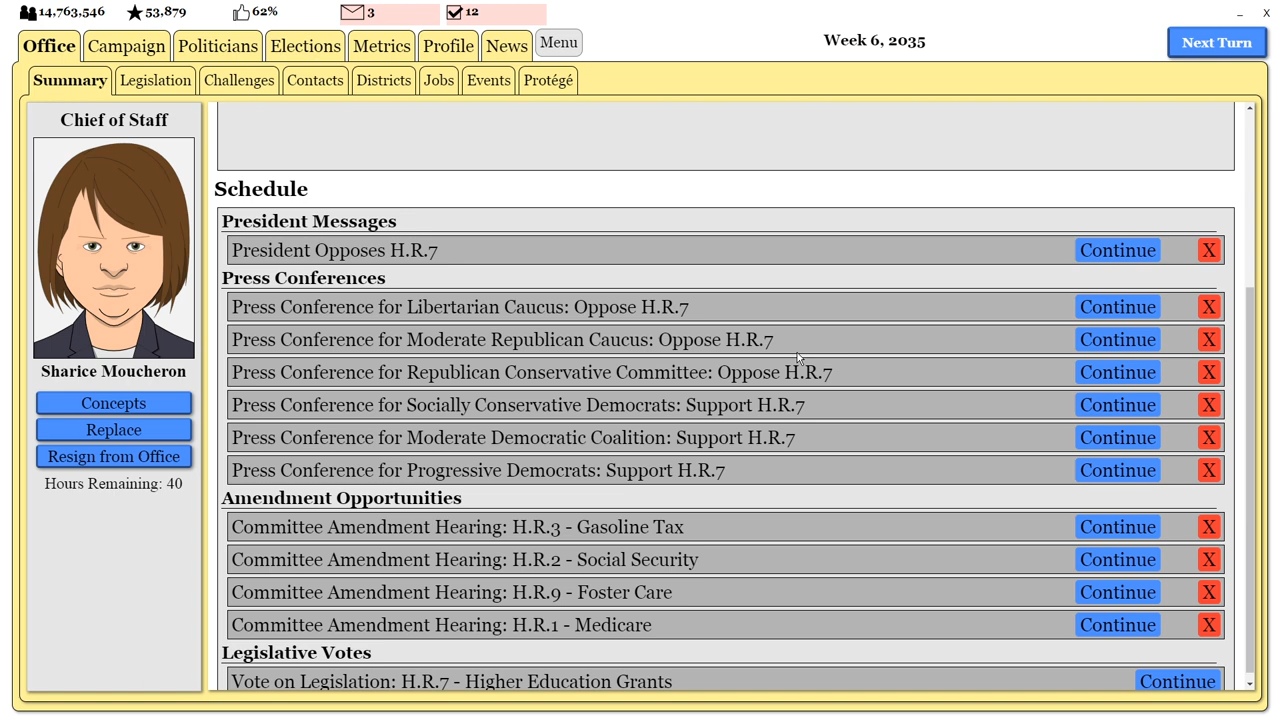 14,763,546 53,879 62% 3 12
_ X
Office Campaign Politicians Elections Metrics Profile News Menu
Week 6, 2035
Next Turn
Summary Legislation Challenges Contacts Districts Jobs Events Protégé
Chief of Staff
Sharice Moucheron
Concepts
Replace
Resign from Office
Hours Remaining: 40
Schedule
President Messages
President Opposes H.R.7 Continue X
Press Conferences
Press Conference for Libertarian Caucus: Oppose H.R.7 Continue X
Press Conference for Moderate Republican Caucus: Oppose H.R.7 Continue X
Press Conference for Republican Conservative Committee: Oppose H.R.7 Continue X
Press Conference for Socially Conservative Democrats: Support H.R.7 Continue X
Press Conference for Moderate Democratic Coalition: Support H.R.7 Continue X
Press Conference for Progressive Democrats: Support H.R.7 Continue X
Amendment Opportunities
Committee Amendment Hearing: H.R.3 - Gasoline Tax Continue X
Committee Amendment Hearing: H.R.2 - Social Security Continue X
Committee Amendment Hearing: H.R.9 - Foster Care Continue X
Committee Amendment Hearing: H.R.1 - Medicare Continue X
Legislative Votes
Vote on Legislation: H.R.7 - Higher Education Grants Continue